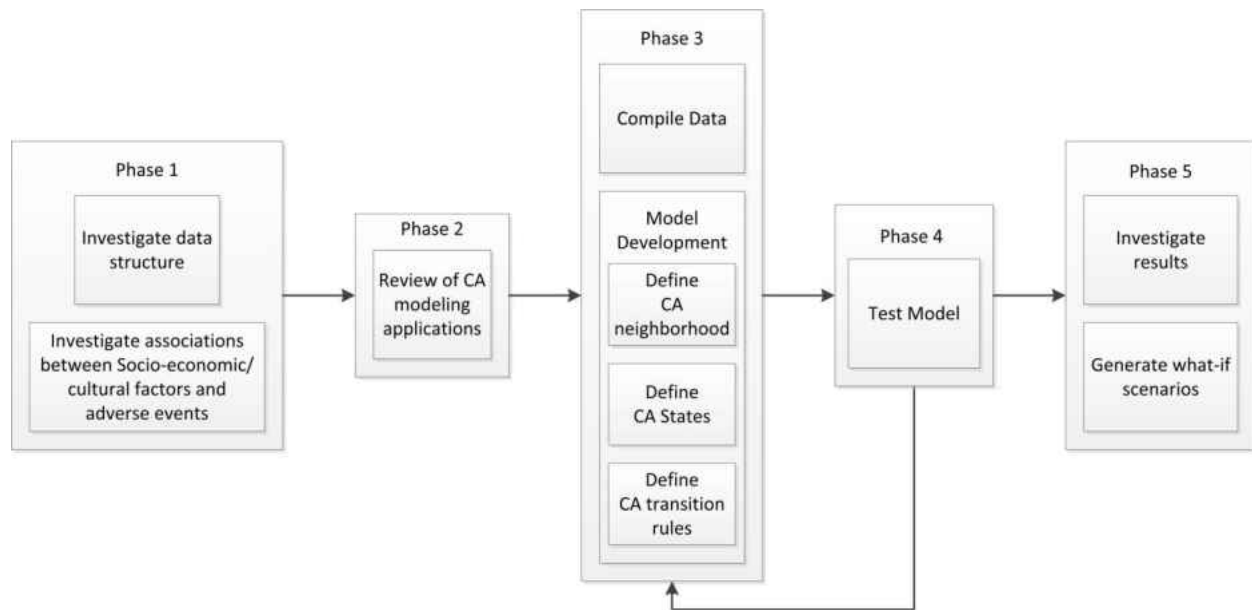 Phase 1
Investigate data
structure
Investigate associations
between Socio-economic/
cultural factors and
adverse events
Phase 2
Review of CA
modeling
applications
Phase 3
Compile Data
Model
Development
Define
CA
neighborhood
Define
CA States
Define
CA transition
rules
Phase 4
Test Model
Phase 5
Investigate
results
Generate what-if
scenarios